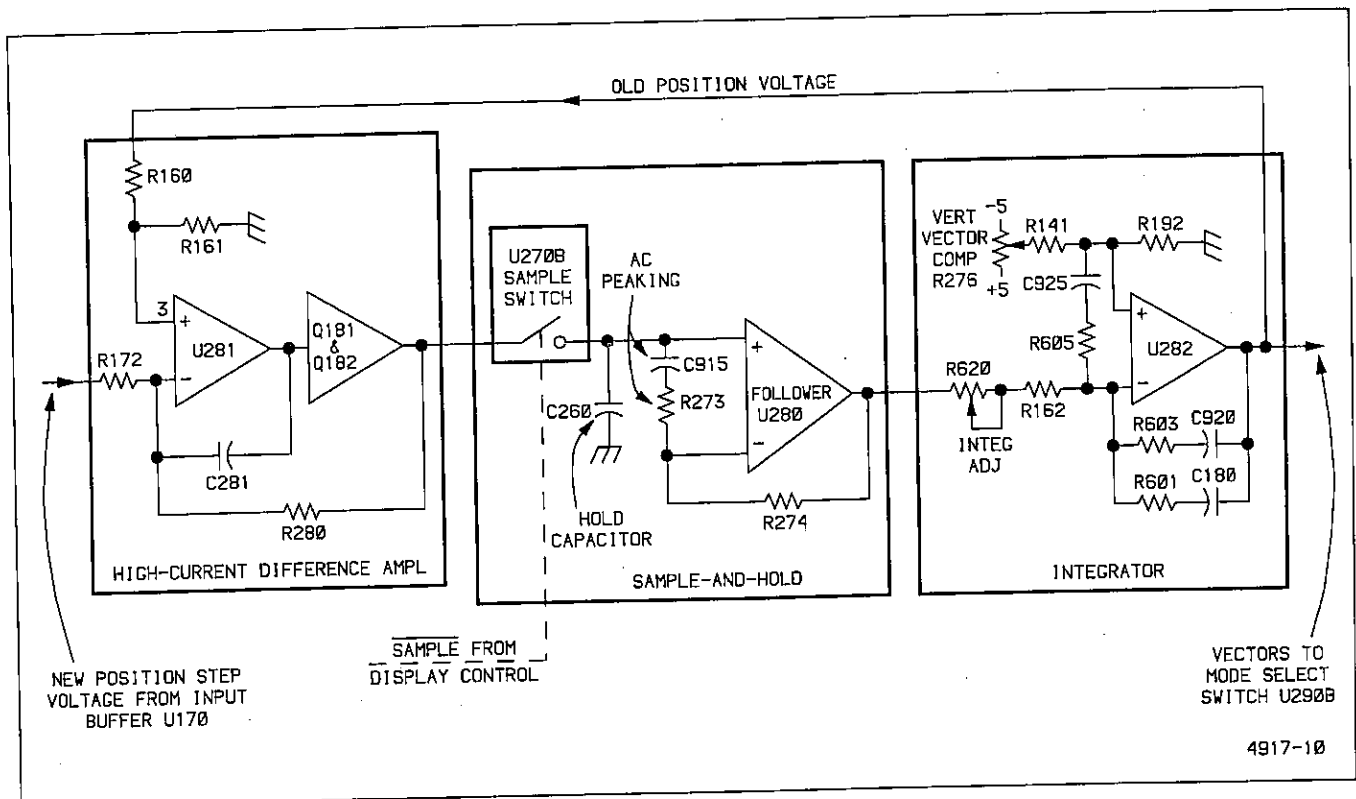 OLD POSITION VOLTAGE
R160
R161
3
+
-
U281
R172
C281
R280
Q181
&
Q182
HIGH-CURRENT DIFFERENCE AMPL
U270B
SAMPLE
SWITCH
AC
PEAKING
C915
R273
C260
HOLD
CAPACITOR
+
-
FOLLOWER
U280
R274
SAMPLE-AND-HOLD
VERT
VECTOR
COMP
R276
-5
+5
R141
R192
C925
R605
+
-
U282
R620
INTEG
ADJ
R162
R603
C920
R601
C180
INTEGRATOR
SAMPLE FROM
DISPLAY CONTROL
NEW POSITION STEP
VOLTAGE FROM INPUT
BUFFER U170
VECTORS TO
MODE SELECT
SWITCH U290B
4917-10